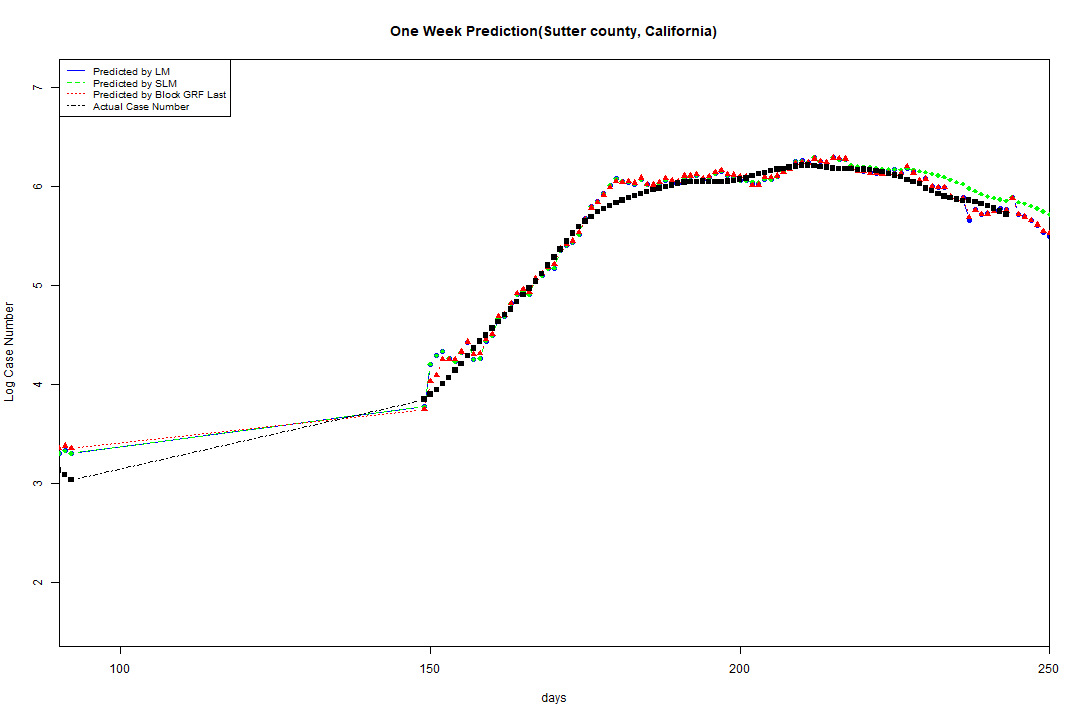 One Week Prediction(Sutter county, California)
Predicted by LM
Predicted by SLM
Predicted by Block GRF Last
Actual Case Number
7
6
5
4
3
2
Log Case Number
100 150 200 250
days